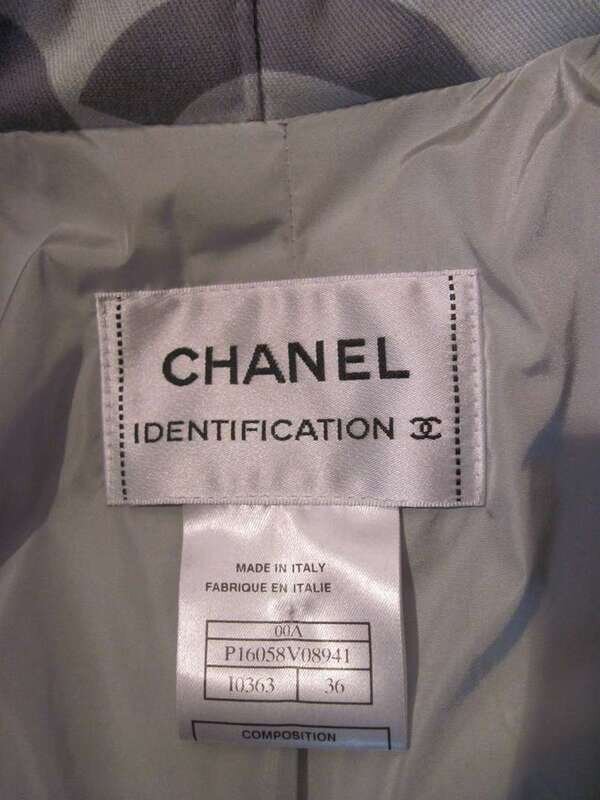 CHANEL
IDENTIFICATION
MADE IN ITALY
FABRIQUE EN ITALIE
00A
P16058V08941
10363 36
COMPOSITION